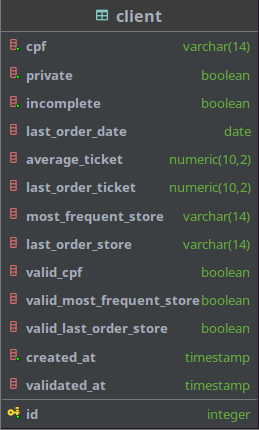 client
cpf varchar(14)
private boolean
incomplete boolean
last_order_date date
average_ticket numeric(10,2)
last_order_ticket numeric(10,2)
most_frequent_store varchar(14)
last_order_store varchar(14)
valid_cpf boolean
valid_most_frequent_store boolean
valid_last_order_store boolean
created_at timestamp
validated_at timestamp
id integer